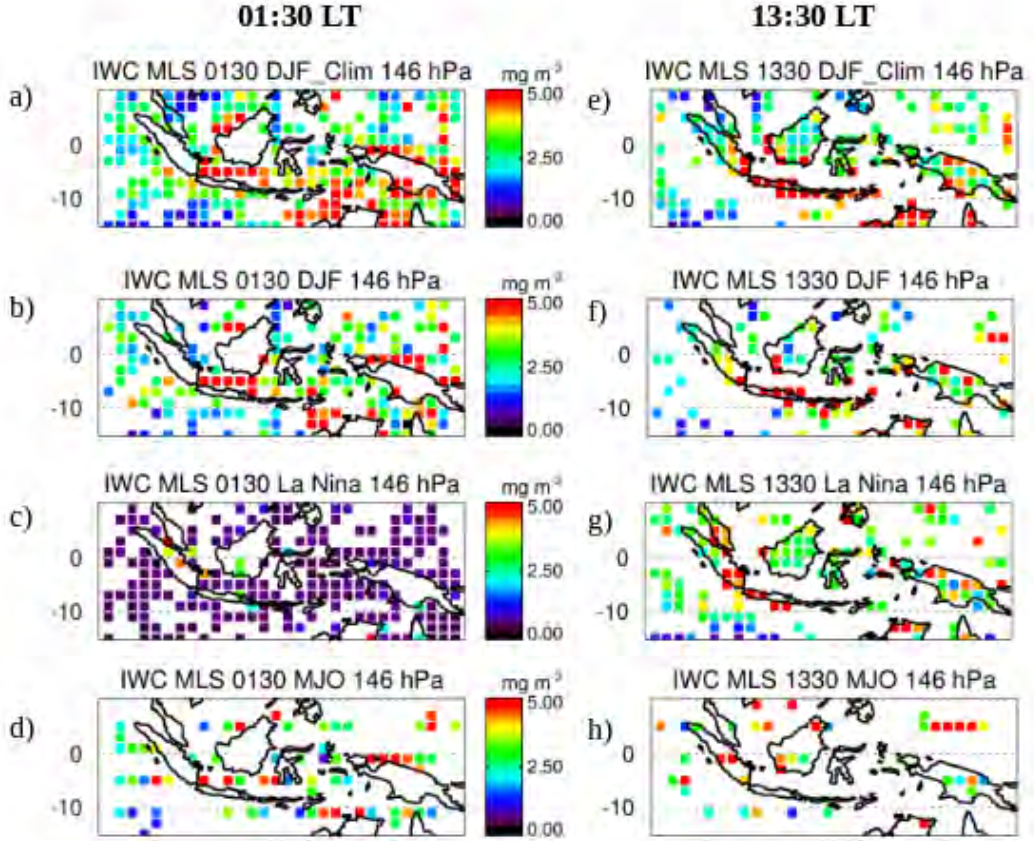 01:30 LT
13:30 LT
a)
IWC MLS 0130 DJF_Clim 146 hPa
mg m⁻³
0
-10
5.00
2.50
0.00
e)
IWC MLS 1330 DJF_Clim 146 hPa
0
-10
b)
IWC MLS 0130 DJF 146 hPa
mg m⁻³
0
-10
5.00
2.50
0.00
f)
IWC MLS 1330 DJF 146 hPa
0
-10
c)
IWC MLS 0130 La Nina 146 hPa
mg m⁻³
0
-10
5.00
2.50
0.00
g)
IWC MLS 1330 La Nina 146 hPa
0
-10
d)
IWC MLS 0130 MJO 146 hPa
mg m⁻³
0
-10
5.00
2.50
0.00
h)
IWC MLS 1330 MJO 146 hPa
0
-10